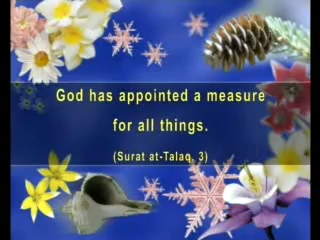 God has appointed a measure
for all things.
(Surat at-Talaq, 3)